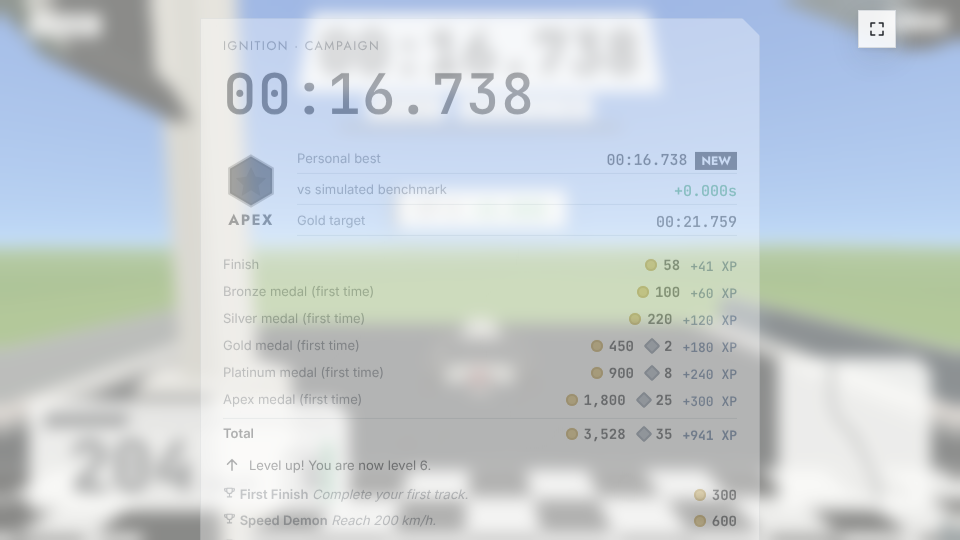 IGNITION · CAMPAIGN
00:16.738
Personal best 00:16.738 NEW
vs simulated benchmark +0.000s
APEX
Gold target 00:21.759
Finish 58 +41 XP
Bronze medal (first time) 100 +60 XP
Silver medal (first time) 220 +120 XP
Gold medal (first time) 450 2 +180 XP
Platinum medal (first time) 900 8 +240 XP
Apex medal (first time) 1,800 25 +300 XP
Total 3,528 35 +941 XP
Level up! You are now level 6.
First Finish Complete your first track. 300
Speed Demon Reach 200 km/h. 600
00:16.738
204